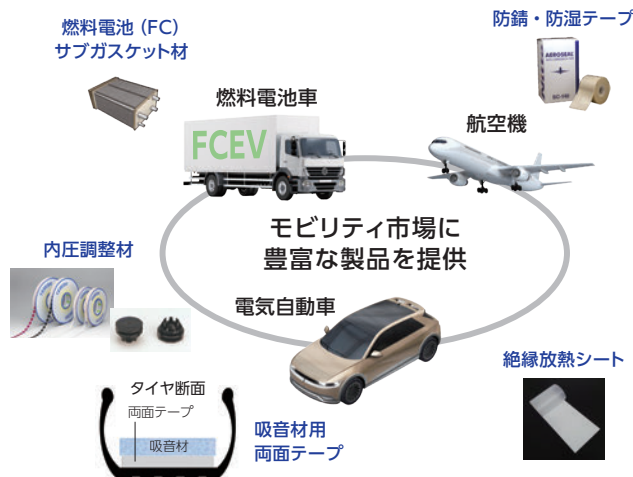 燃料電池 (FC)
サブガスケット材
防錆・防湿テープ
AEROSEAL
燃料電池車
FCEV
航空機
モビリティ市場に
豊富な製品を提供
内圧調整材
電気自動車
絶縁放熱シート
タイヤ断面
両面テープ
吸音材
吸音材用
両面テープ